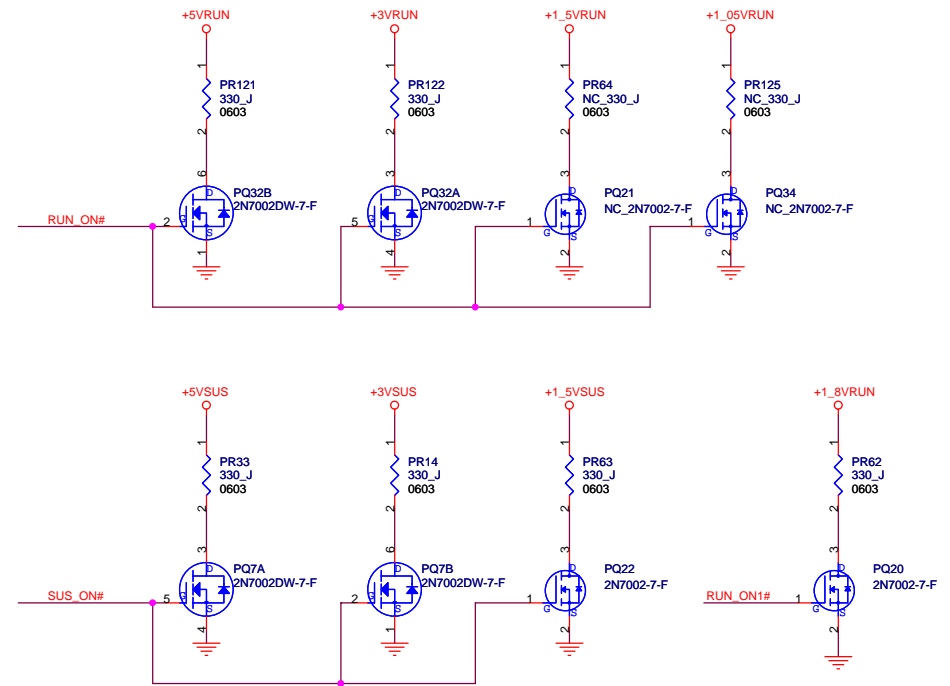 +5VRUN
+3VRUN
+1_5VRUN
+1_05VRUN
1
1
1
1
PR121
330_J
0603
PR122
330_J
0603
PR64
NC_330_J
0603
PR125
NC_330_J
0603
2
2
2
2
6
3
3
3
D
D
D
D
PQ32B
2N7002DW-7-F
PQ32A
2N7002DW-7-F
PQ21
NC_2N7002-7-F
PQ34
NC_2N7002-7-F
RUN_ON#
2
5
1
1
G
G
G
G
S
S
S
S
1
4
2
2
+5VSUS
+3VSUS
+1_5VSUS
+1_8VRUN
1
1
1
1
PR33
330_J
0603
PR14
330_J
0603
PR63
330_J
0603
PR62
330_J
0603
2
2
2
2
3
6
3
3
D
D
D
D
PQ7A
2N7002DW-7-F
PQ7B
2N7002DW-7-F
PQ22
2N7002-7-F
PQ20
2N7002-7-F
SUS_ON#
5
2
1
RUN_ON1#
1
G
G
G
G
S
S
S
S
4
1
2
2